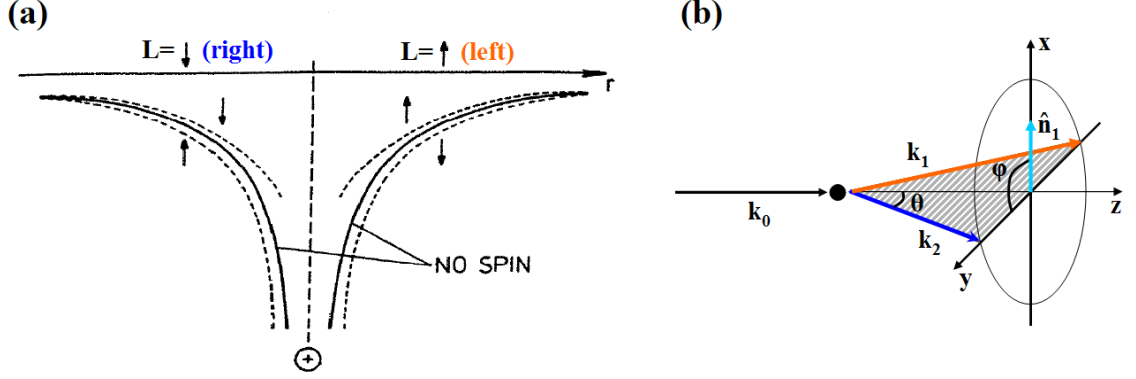 (a)
L=↓ (right)
L=↑ (left)
r
NO SPIN
+
(b)
x
n̂₁
k₁
φ
θ
k₀
k₂
z
y